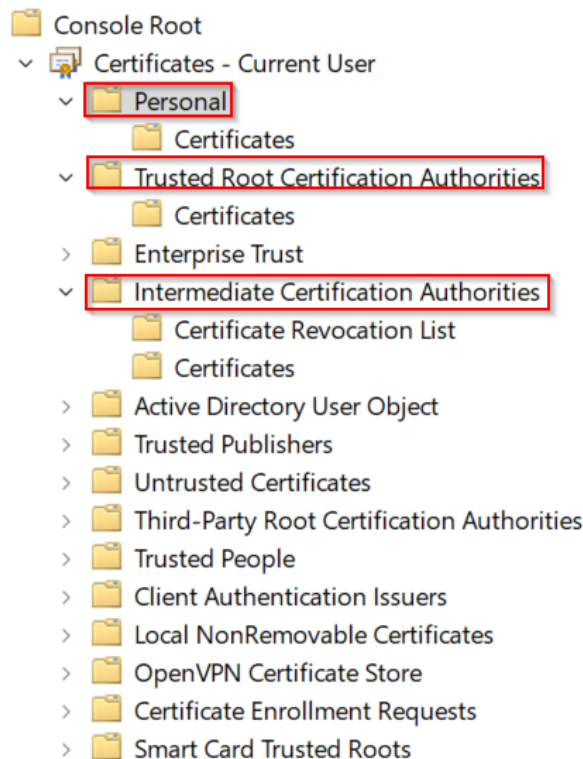 Console Root
Certificates - Current User
Personal
Certificates
Trusted Root Certification Authorities
Certificates
Enterprise Trust
Intermediate Certification Authorities
Certificate Revocation List
Certificates
Active Directory User Object
Trusted Publishers
Untrusted Certificates
Third-Party Root Certification Authorities
Trusted People
Client Authentication Issuers
Local NonRemovable Certificates
OpenVPN Certificate Store
Certificate Enrollment Requests
Smart Card Trusted Roots